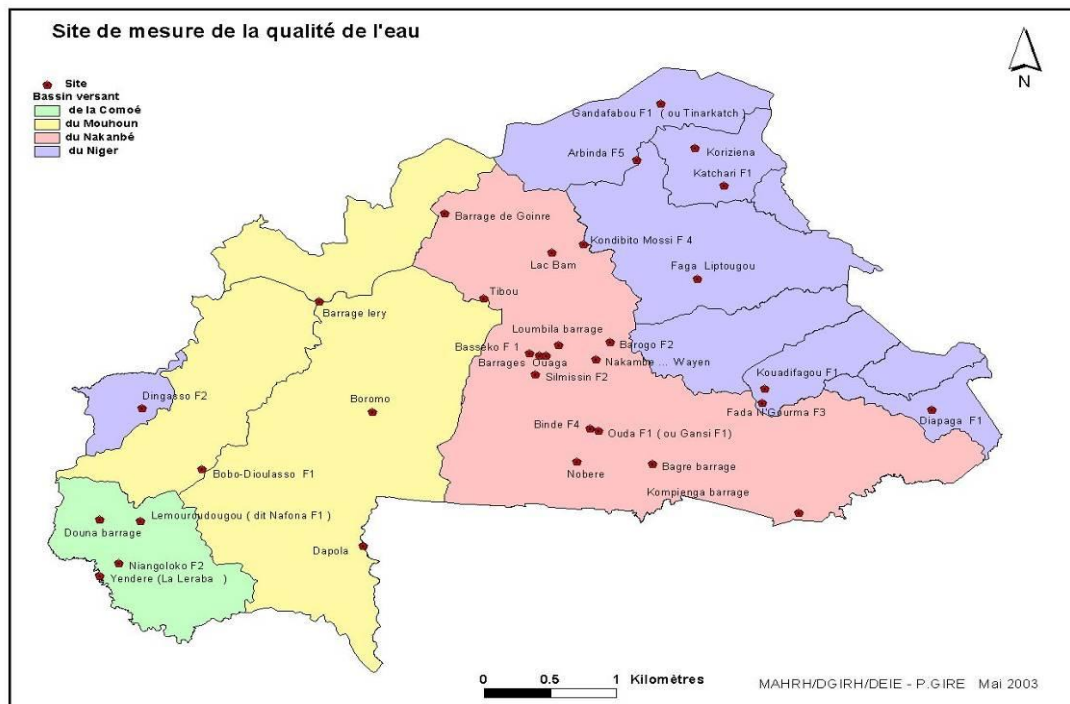 Site de mesure de la qualité de l'eau
N
Site
Bassin versant
de la Comoé
du Mouhoun
du Nakanbé
du Niger
Gandafabou F1 ( ou Tinarkatch )
Arbinda F5
Koriziena
Katchari F1
Barrage de Goinre
Kondibito Mossi F 4
Lac Bam
Faga Liptougou
Tibou
Barrage lery
Loumbila barrage
Basseko F 1
Barogo F2
Barrages Ouaga
Nakambe ... Wayen
Silmissin F2
Kouadifagou F1
Dingasso F2
Boromo
Fada N'Gourma F3
Diapaga F1
Binde F4
Ouda F1 ( ou Gansi F1)
Bobo-Dioulasso F1
Nobere
Bagre barrage
Kompienga barrage
Lemouroudougou ( dit Nafona F1 )
Douna barrage
Dapola
Niangoloko F2
Yendere (La Leraba )
0 0.5 1 Kilomètres
MAHRH/DGIRH/DEIE - P.GIRE Mai 2003